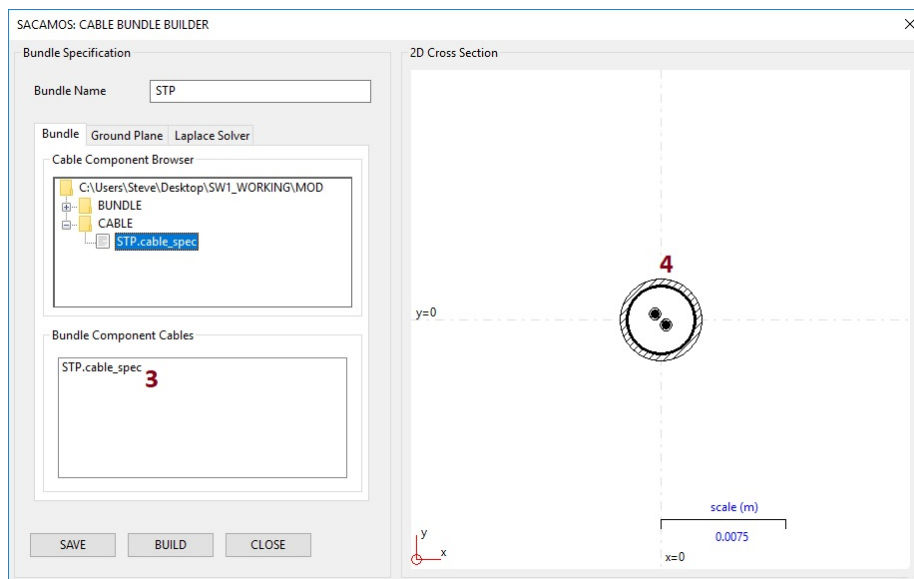 SACAMOS: CABLE BUNDLE BUILDER
Bundle Specification
Bundle Name
STP
Bundle
Ground Plane
Laplace Solver
Cable Component Browser
C:\Users\Steve\Desktop\SW1_WORKING\MOD
BUNDLE
CABLE
STP.cable_spec
Bundle Component Cables
STP.cable_spec
3
SAVE
BUILD
CLOSE
2D Cross Section
4
y=0
scale (m)
0.0075
y
x
x=0